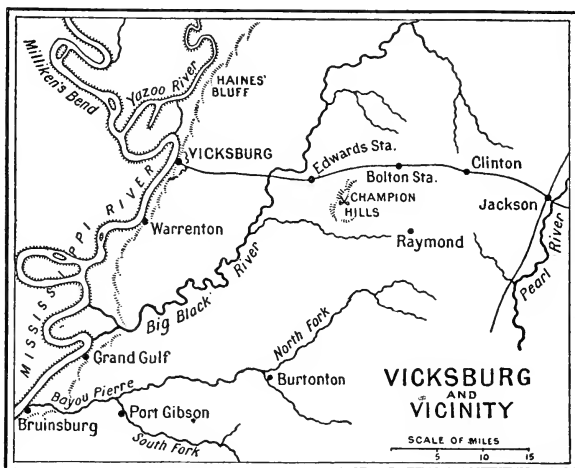 Milliken's Bend
Yazoo River
HAINES'
BLUFF
VICKSBURG
Edwards Sta.
Bolton Sta.
Clinton
CHAMPION
HILLS
Jackson
MISSISSIPPI RIVER
Warrenton
Raymond
Pearl River
Big Black River
Grand Gulf
North Fork
Bayou Pierre
Burtonton
Bruinsburg
Port Gibson
South Fork
VICKSBURG
AND
VICINITY
SCALE OF MILES
5 10 15